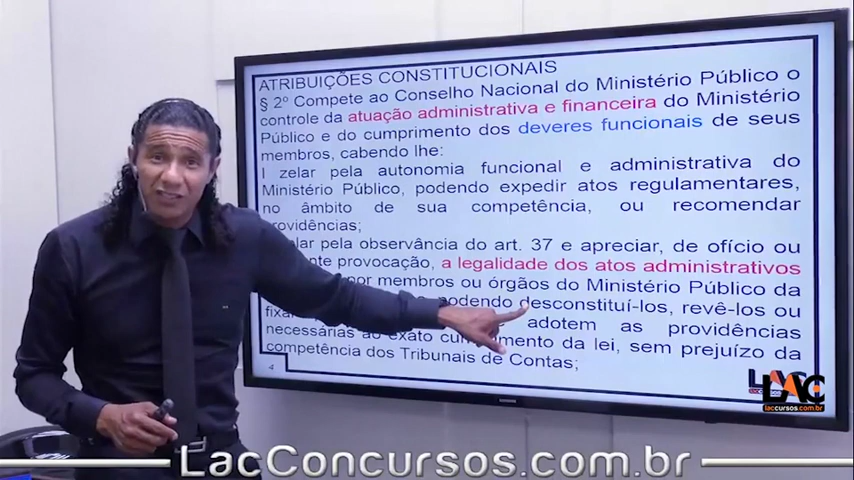 ATRIBUIÇÕES CONSTITUCIONAIS
§ 2º Compete ao Conselho Nacional do Ministério Público o
controle da atuação administrativa e financeira do Ministério
Público e do cumprimento dos deveres funcionais de seus
membros, cabendo lhe:
I zelar pela autonomia funcional e administrativa do
Ministério Público, podendo expedir atos regulamentares,
no âmbito de sua competência, ou recomendar
rovidências;
elar pela observância do art. 37 e apreciar, de ofício ou
nte provocação, a legalidade dos atos administrativos
por membros ou órgãos do Ministério Público da
podendo desconstituí-los, revê-los ou
fixa adotem as providências
necessárias ao exato cumprimento da lei, sem prejuízo da
competência dos Tribunais de Contas;
4
LAC
laccursos.com.br
LacConcursos.com.br